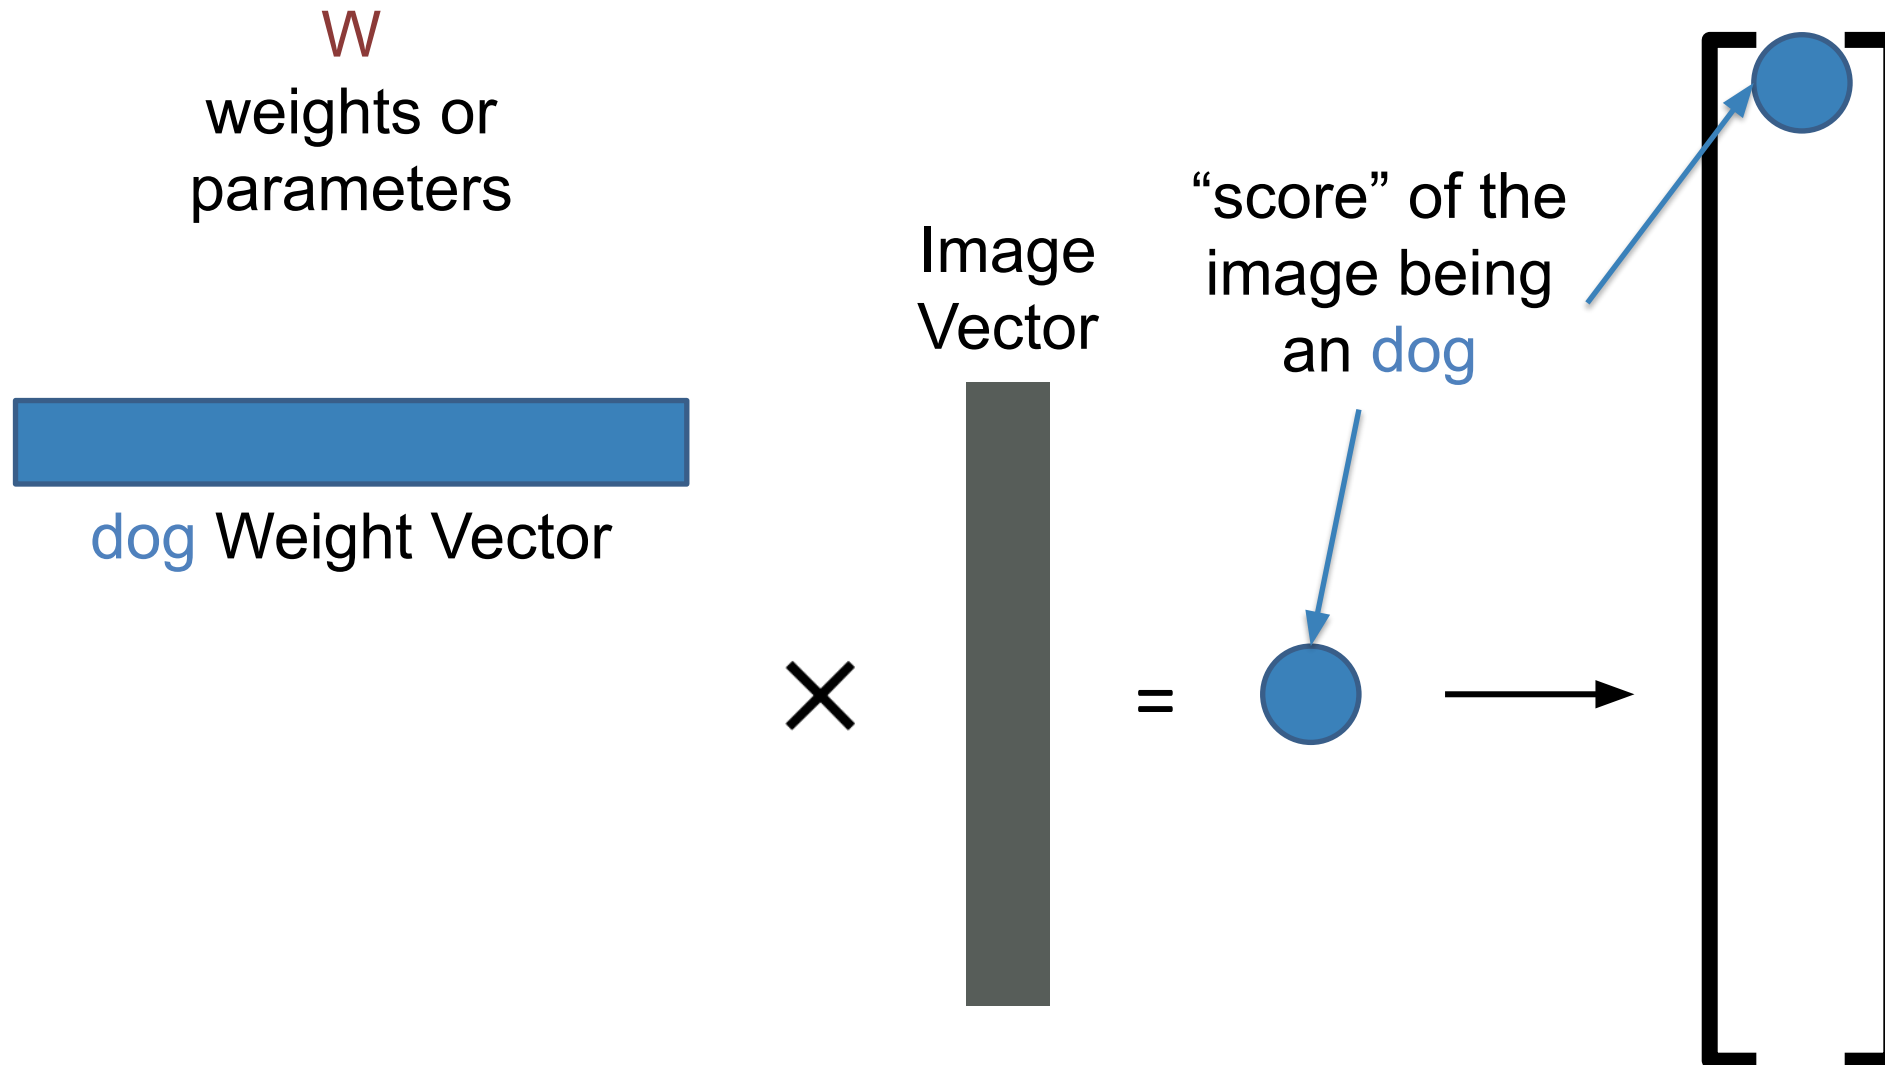 W
weights or
parameters
Image
Vector
“score” of the
image being
an dog
dog Weight Vector
=